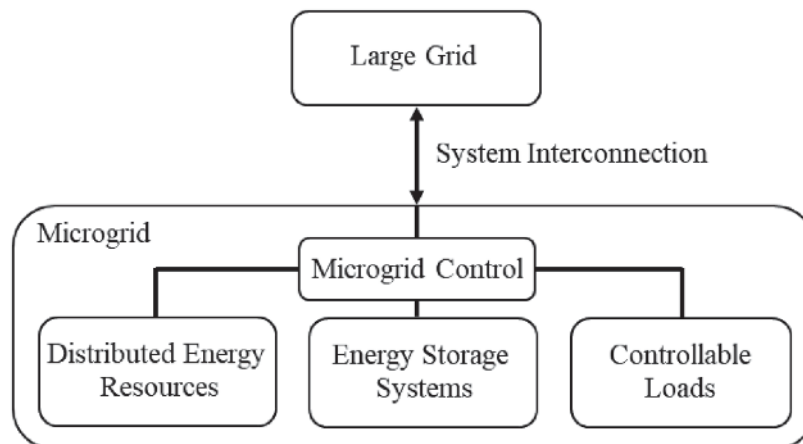 Large Grid
System Interconnection
Microgrid
Microgrid Control
Distributed Energy
Resources
Energy Storage
Systems
Controllable
Loads